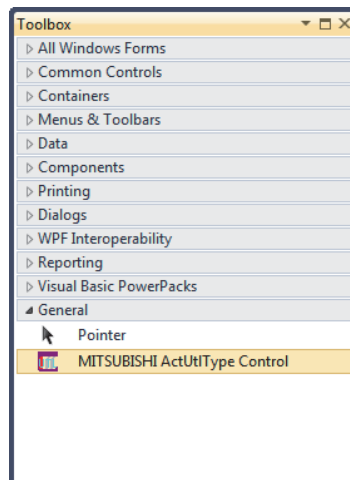 Toolbox
All Windows Forms
Common Controls
Containers
Menus & Toolbars
Data
Components
Printing
Dialogs
WPF Interoperability
Reporting
Visual Basic PowerPacks
General
Pointer
MITSUBISHI ActUtlType Control